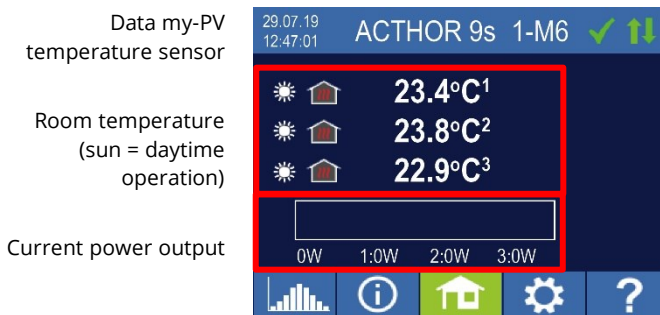 Data my-PV
temperature sensor
Room temperature
(sun = daytime
operation)
Current power output
29.07.19
12:47:01
ACTHOR 9s 1-M6
23.4°C¹
23.8°C²
22.9°C³
0W 1:0W 2:0W 3:0W
i
?